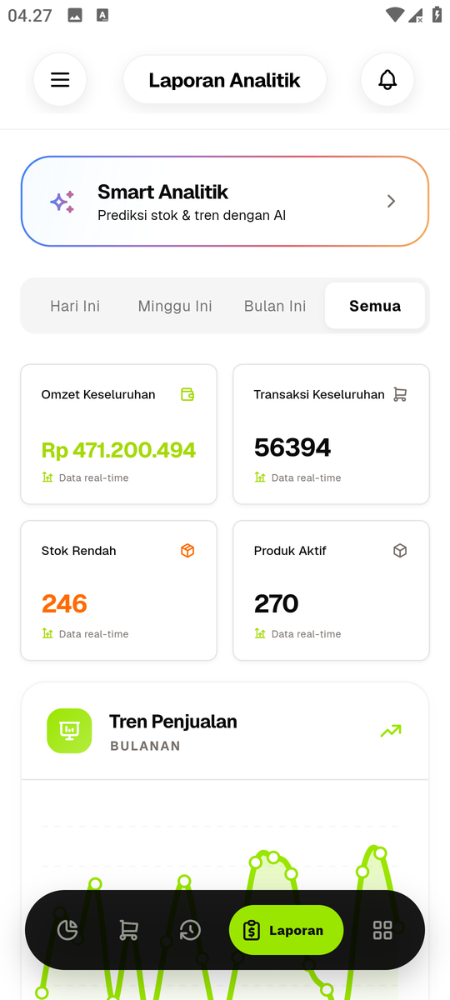 04.27
Laporan Analitik
Smart Analitik
Prediksi stok & tren dengan AI
Hari Ini
Minggu Ini
Bulan Ini
Semua
Omzet Keseluruhan
Rp 471.200.494
Data real-time
Transaksi Keseluruhan
56394
Data real-time
Stok Rendah
246
Data real-time
Produk Aktif
270
Data real-time
Tren Penjualan
BULANAN
Laporan